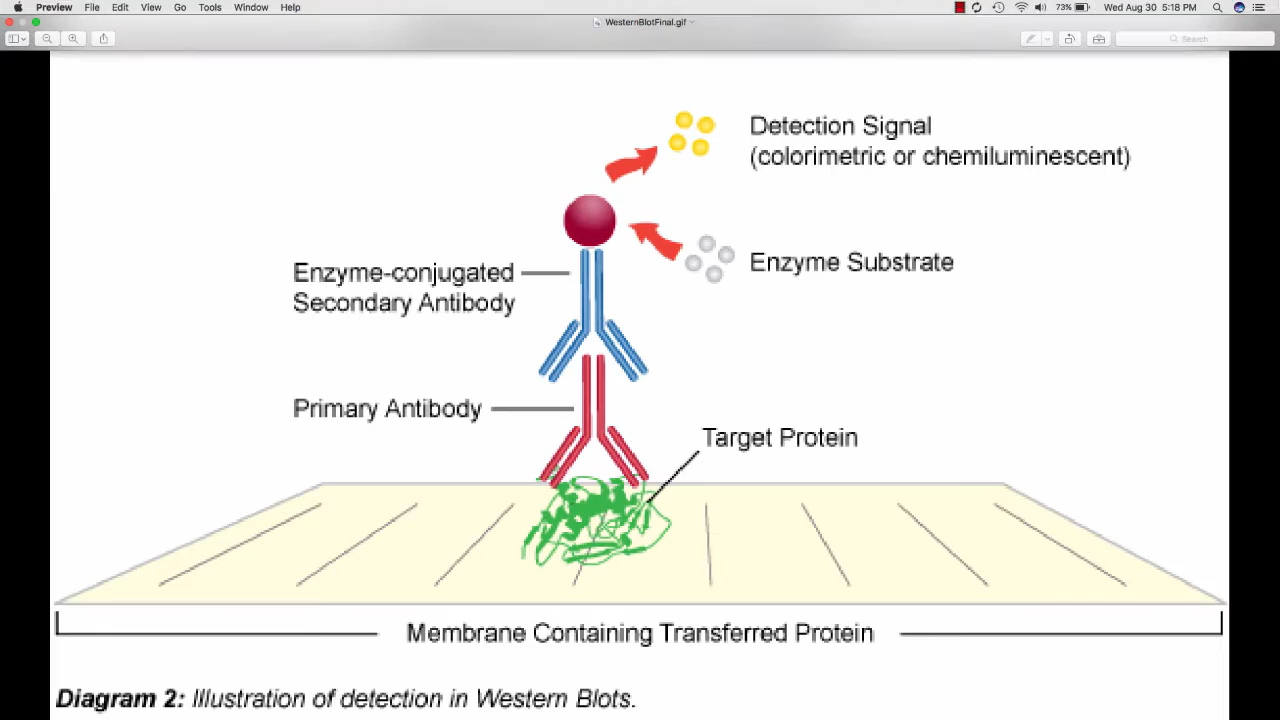 Preview File Edit View Go Tools Window Help 73% Wed Aug 30 5:18 PM
WesternBlotFinal.gif
Search
Detection Signal
(colorimetric or chemiluminescent)
Enzyme Substrate
Enzyme-conjugated
Secondary Antibody
Primary Antibody
Target Protein
Membrane Containing Transferred Protein
Diagram 2: Illustration of detection in Western Blots.